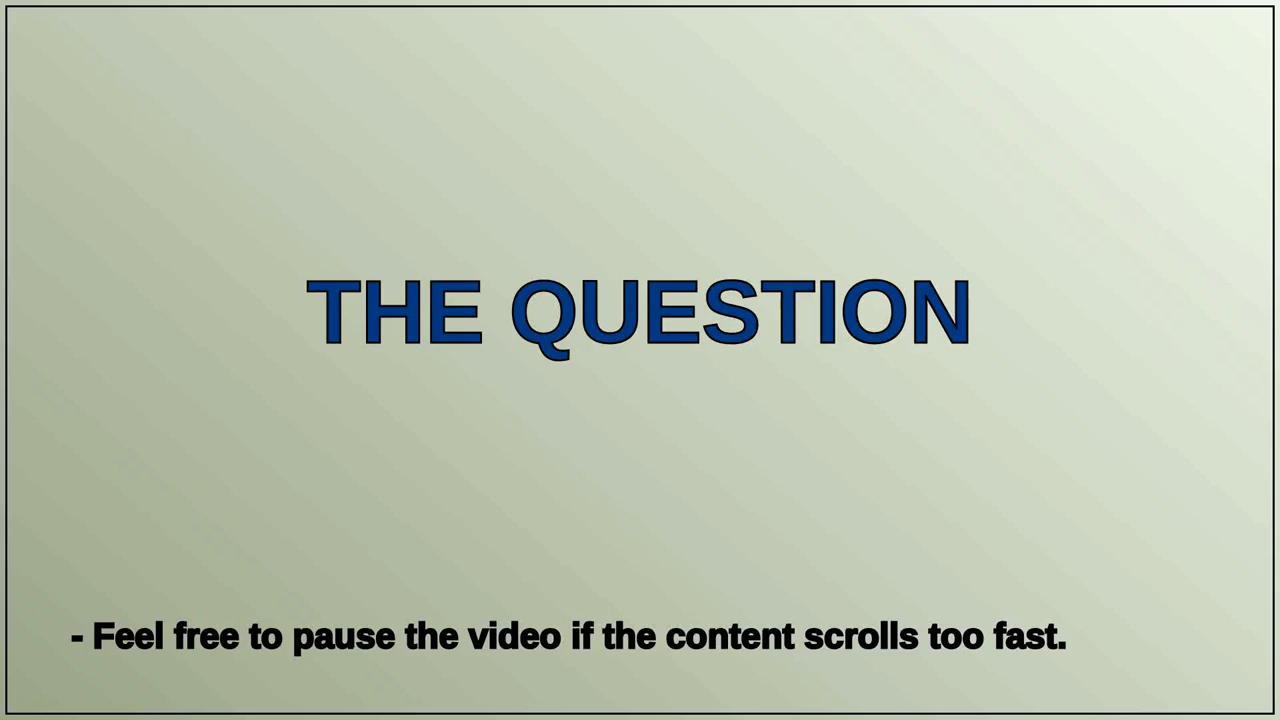 THE QUESTION
- Feel free to pause the video if the content scrolls too fast.